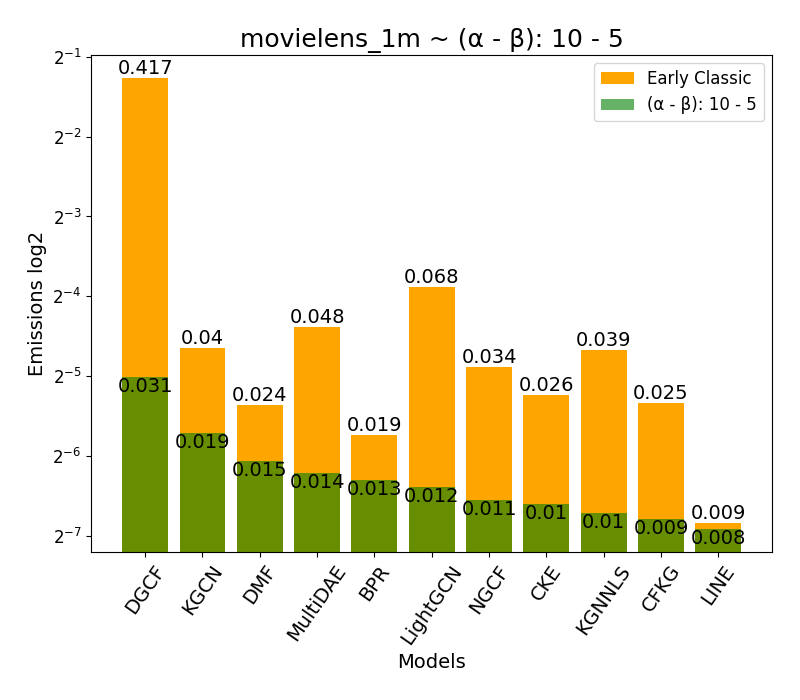 movielens_1m ~ (α - β): 10 - 5
Early Classic
(α - β): 10 - 5
Emissions log2
2⁻¹
2⁻²
2⁻³
2⁻⁴
2⁻⁵
2⁻⁶
2⁻⁷
0.417
0.04
0.024
0.048
0.019
0.068
0.034
0.026
0.039
0.025
0.009
0.031
0.019
0.015
0.014
0.013
0.012
0.011
0.01
0.01
0.009
0.008
DGCF
KGCN
DMF
MultiDAE
BPR
LightGCN
NGCF
CKE
KGNNLS
CFKG
LINE
Models